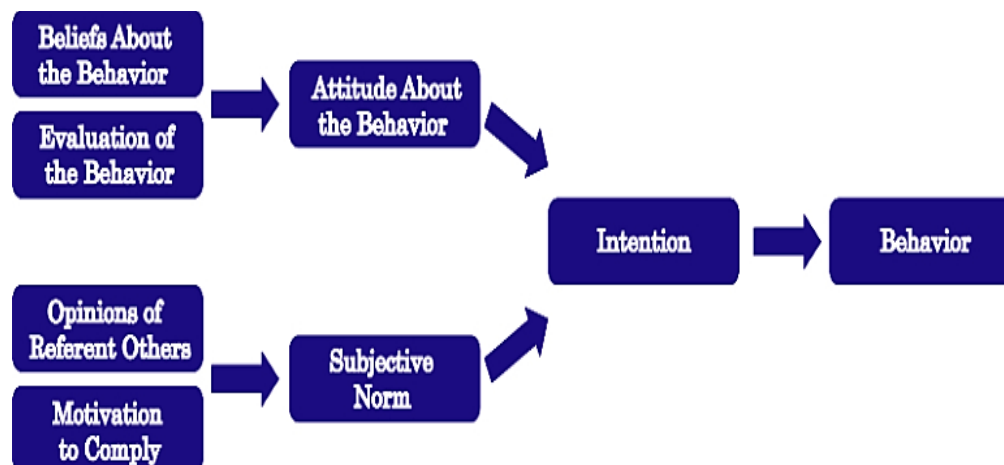 Beliefs About
the Behavior
Evaluation of
the Behavior
Attitude About
the Behavior
Opinions of
Referent Others
Motivation
to Comply
Subjective
Norm
Intention
Behavior